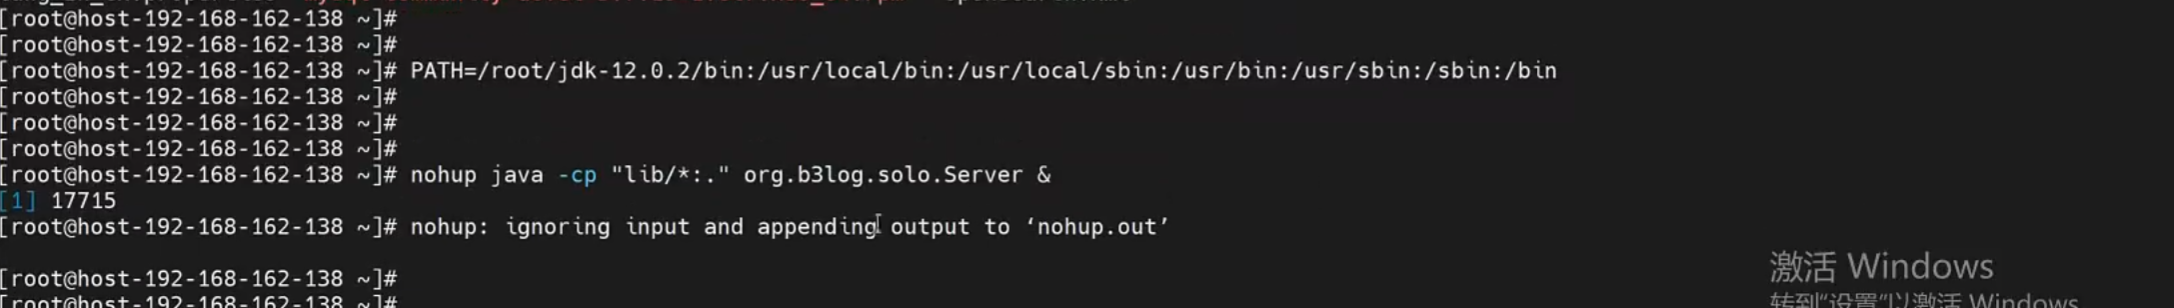 [root@host-192-168-162-138 ~]#
[root@host-192-168-162-138 ~]#
[root@host-192-168-162-138 ~]# PATH=/root/jdk-12.0.2/bin:/usr/local/bin:/usr/local/sbin:/usr/bin:/usr/sbin:/sbin:/bin
[root@host-192-168-162-138 ~]#
[root@host-192-168-162-138 ~]#
[root@host-192-168-162-138 ~]#
[root@host-192-168-162-138 ~]# nohup java -cp "lib/*:." org.b3log.solo.Server &
[1] 17715
[root@host-192-168-162-138 ~]# nohup: ignoring input and appending output to ‘nohup.out’
[root@host-192-168-162-138 ~]#
[root@host-192-168-162-138 ~]#
激活 Windows
转到“设置”以激活 Windows